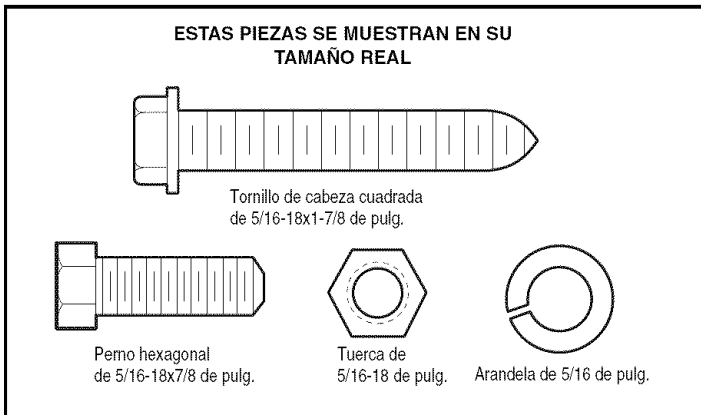 ESTAS PIEZAS SE MUESTRAN EN SU
TAMAÑO REAL
Tornillo de cabeza cuadrada
de 5/16-18x1-7/8 de pulg.
Perno hexagonal
de 5/16-18x7/8 de pulg.
Tuerca de
5/16-18 de pulg.
Arandela de 5/16 de pulg.